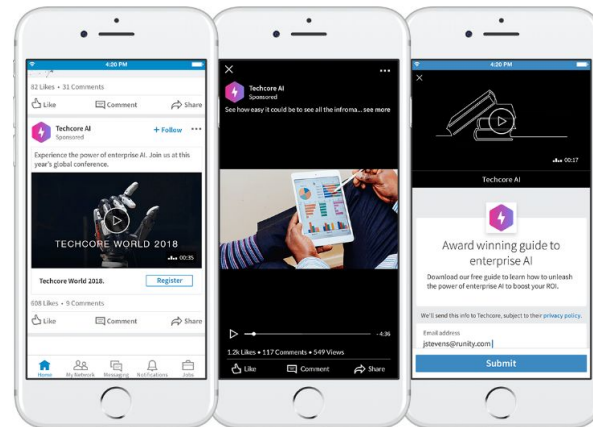 4:20 PM
82 Likes • 31 Comments
Like
Comment
Share
Techcore AI
Sponsored
+ Follow
Experience the power of enterprise AI. Join us at this
year's global conference.
TECHCORE WORLD 2018
00:35
Techcore World 2018.
Register
608 Likes • 9 Comments
Like
Comment
Share
Home
My Network
Messaging
Notifications
Jobs
Techcore AI
Sponsored
See how easy it could be to see all the infroma... see more
- 4:36
1.2k Likes • 117 Comments • 549 Views
Like
Comment
Share
4:20 PM
00:17
Techcore AI
Award winning guide to
enterprise AI
Download our free guide to learn how to unleash
the power of enterprise AI to boost your ROI.
We'll send this info to Techcore, subject to their privacy policy.
Email address
jstevens@runity.com
Submit